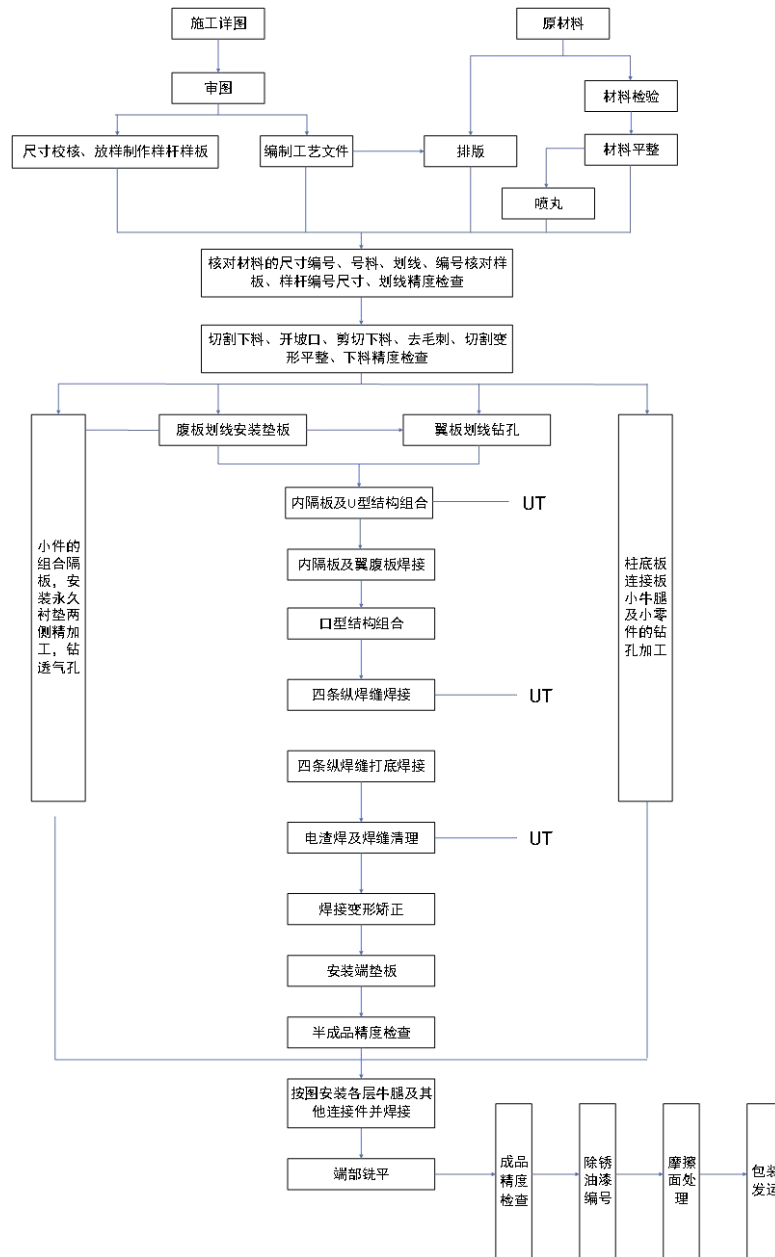 施工详图
原材料
审图
材料检验
尺寸校核、放样制作样杆样板
编制工艺文件
排版
材料平整
喷丸
核对材料的尺寸编号、号料、划线、编号核对样
板、样杆编号尺寸、划线精度检查
切割下料、开坡口、剪切下料、去毛刺、切割变
形平整、下料精度检查
腹板划线安装垫板
翼板划线钻孔
内隔板及U型结构组合
UT
小件的
组合隔
板，安
装永久
衬垫两
侧精加
工，钻
透气孔
内隔板及翼腹板焊接
口型结构组合
四条纵焊缝焊接
UT
柱底板
连接板
小牛腿
及小零
件的钻
孔加工
四条纵焊缝打底焊接
电渣焊及焊缝清理
UT
焊接变形矫正
安装端垫板
半成品精度检查
按图安装各层牛腿及其
他连接件并焊接
端部铣平
成品
精度
检查
除锈
油漆
编号
摩擦
面处
理
包装
发运